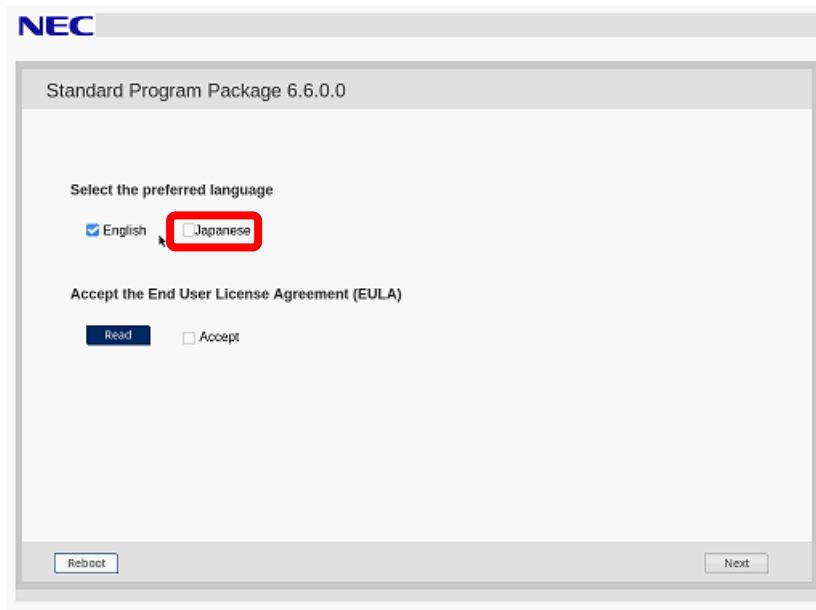 NEC
Standard Program Package 6.6.0.0
Select the preferred language
English Japanese
Accept the End User License Agreement (EULA)
Read Accept
Reboot Next